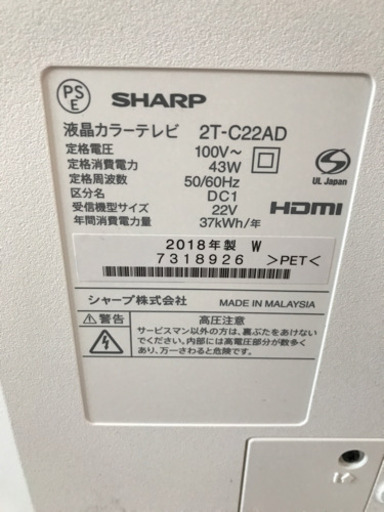 PS
E
SHARP
液晶カラーテレビ 2T-C22AD
定格電圧 100V~
定格消費電力 43W
定格周波数 50/60Hz
区分名 DC1
受信機型サイズ 22V
年間消費電力量 37kWh/年
UL Japan
HDMI
2018年製 W
7318926 >PET<
シャープ株式会社 MADE IN MALAYSIA
警告
高圧注意
サービスマン以外の方は、裏ぶたをあけないで
ください。内部には高電圧部分が数多く
あり、万一さわると危険です。